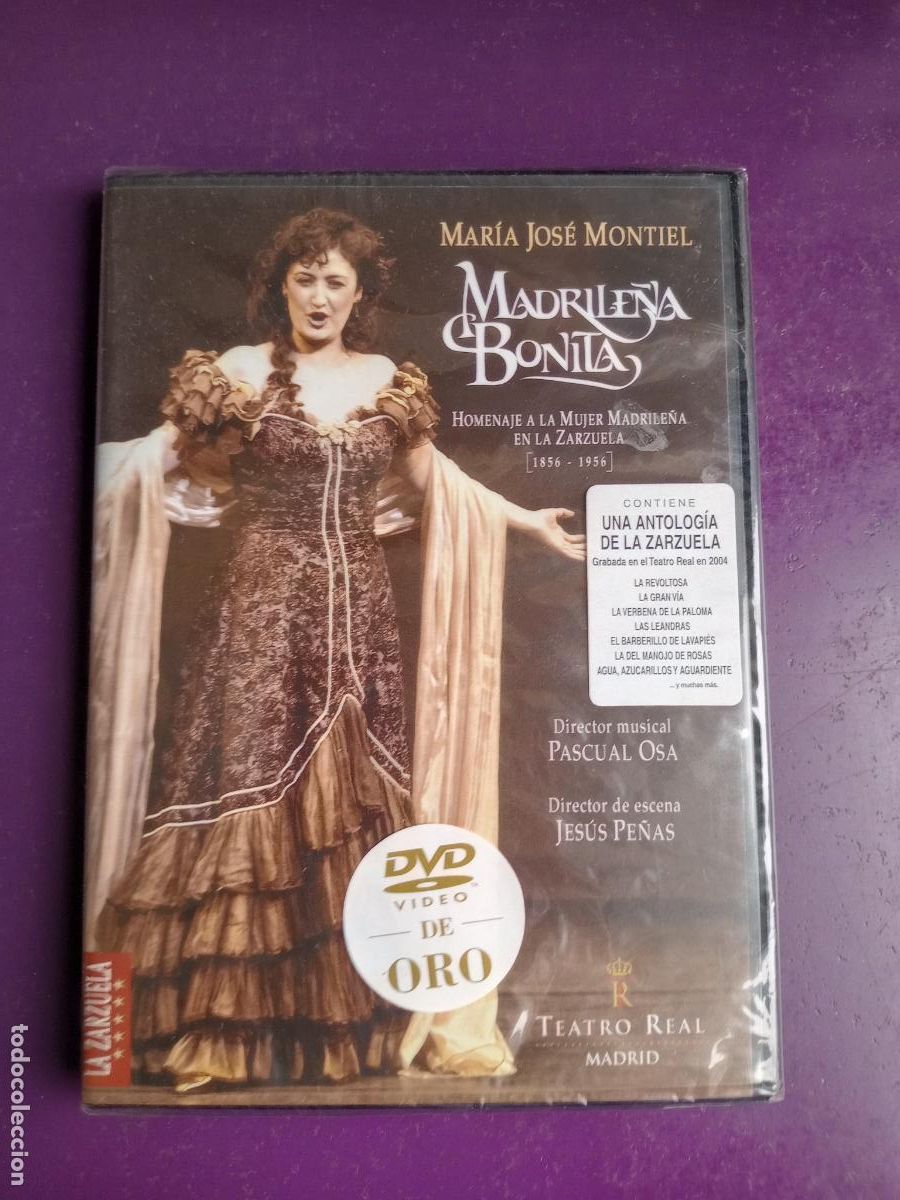 MARÍA JOSÉ MONTIEL
MADRILEÑA
BONITA
HOMENAJE A LA MUJER MADRILEÑA
EN LA ZARZUELA
[1856 - 1956]
CONTIENE
UNA ANTOLOGÍA
DE LA ZARZUELA
Grabada en el Teatro Real en 2004
LA REVOLTOSA
LA GRAN VÍA
LA VERBENA DE LA PALOMA
LAS LEANDRAS
EL BARBERILLO DE LAVAPIÉS
LA DEL MANOJO DE ROSAS
AGUA, AZUCARILLOS Y AGUARDIENTE
...y muchas más.
Director musical
PASCUAL OSA
Director de escena
JESÚS PEÑAS
DVD
VIDEO
DE
ORO
R
TEATRO REAL
MADRID
LA ZARZUELA
todocoleccion